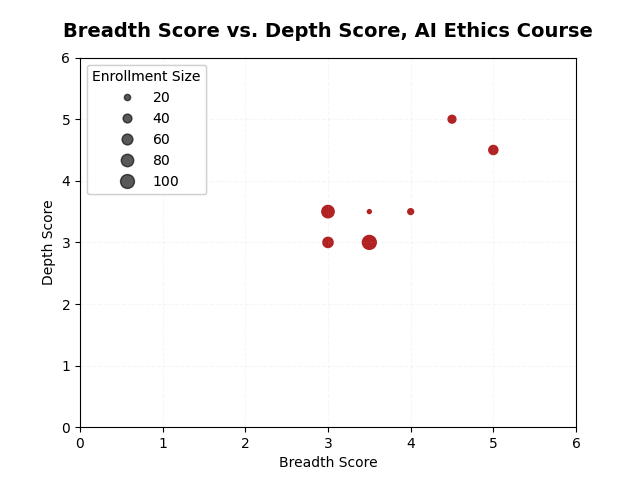 Breadth Score vs. Depth Score, AI Ethics Course
Enrollment Size
20
40
60
80
100
6
5
4
3
2
1
0
Depth Score
0 1 2 3 4 5 6
Breadth Score